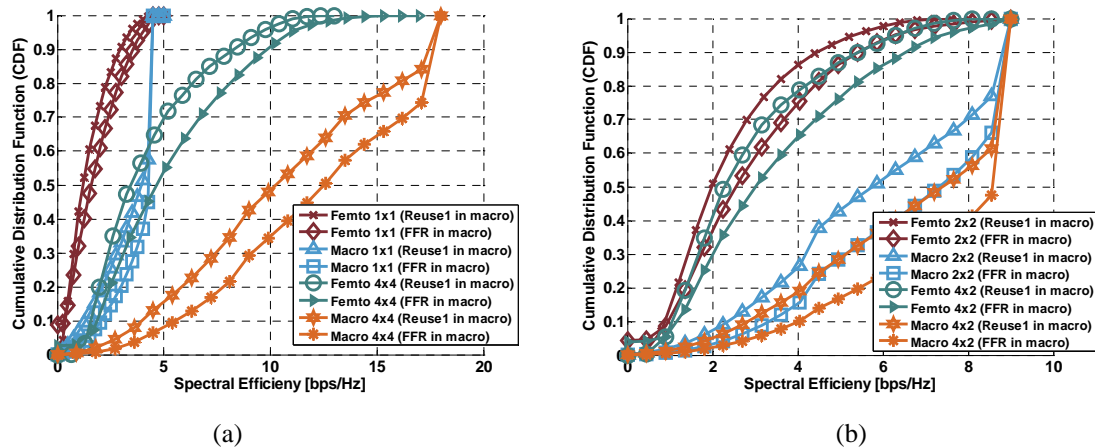 1
0.9
0.8
0.7
0.6
0.5
0.4
0.3
0.2
0.1
0
5
10
15
20
Cumulative Distribution Function (CDF)
Spectral Efficieny [bps/Hz]
Femto 1x1 (Reuse1 in macro)
Femto 1x1 (FFR in macro)
Macro 1x1 (Reuse1 in macro)
Macro 1x1 (FFR in macro)
Femto 4x4 (Reuse1 in macro)
Femto 4x4 (FFR in macro)
Macro 4x4 (Reuse1 in macro)
Macro 4x4 (FFR in macro)
(a)
1
0.9
0.8
0.7
0.6
0.5
0.4
0.3
0.2
0.1
0
2
4
6
8
10
Cumulative Distribution Function (CDF)
Spectral Efficieny [bps/Hz]
Femto 2x2 (Reuse1 in macro)
Femto 2x2 (FFR in macro)
Macro 2x2 (Reuse1 in macro)
Macro 2x2 (FFR in macro)
Femto 4x2 (Reuse1 in macro)
Femto 4x2 (FFR in macro)
Macro 4x2 (Reuse1 in macro)
Macro 4x2 (FFR in macro)
(b)